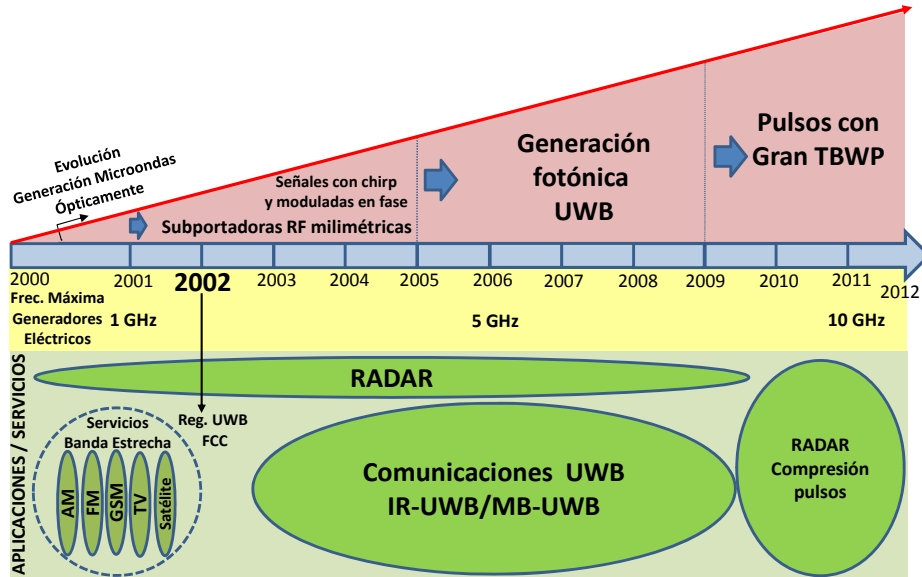 Evolución
Generación Microondas
Ópticamente
Señales con chirp
y moduladas en fase
Subportadoras RF milimétricas
Generación
fotónica
UWB
Pulsos con
Gran TBWP
2000
2001
2002
2003
2004
2005
2006
2007
2008
2009
2010
2011
2012
Frec. Máxima
Generadores
Eléctricos
1 GHz
5 GHz
10 GHz
APLICACIONES / SERVICIOS
RADAR
Reg. UWB
FCC
Servicios
Banda Estrecha
AM
FM
GSM
TV
Satélite
Comunicaciones UWB
IR-UWB/MB-UWB
RADAR
Compresión
pulsos